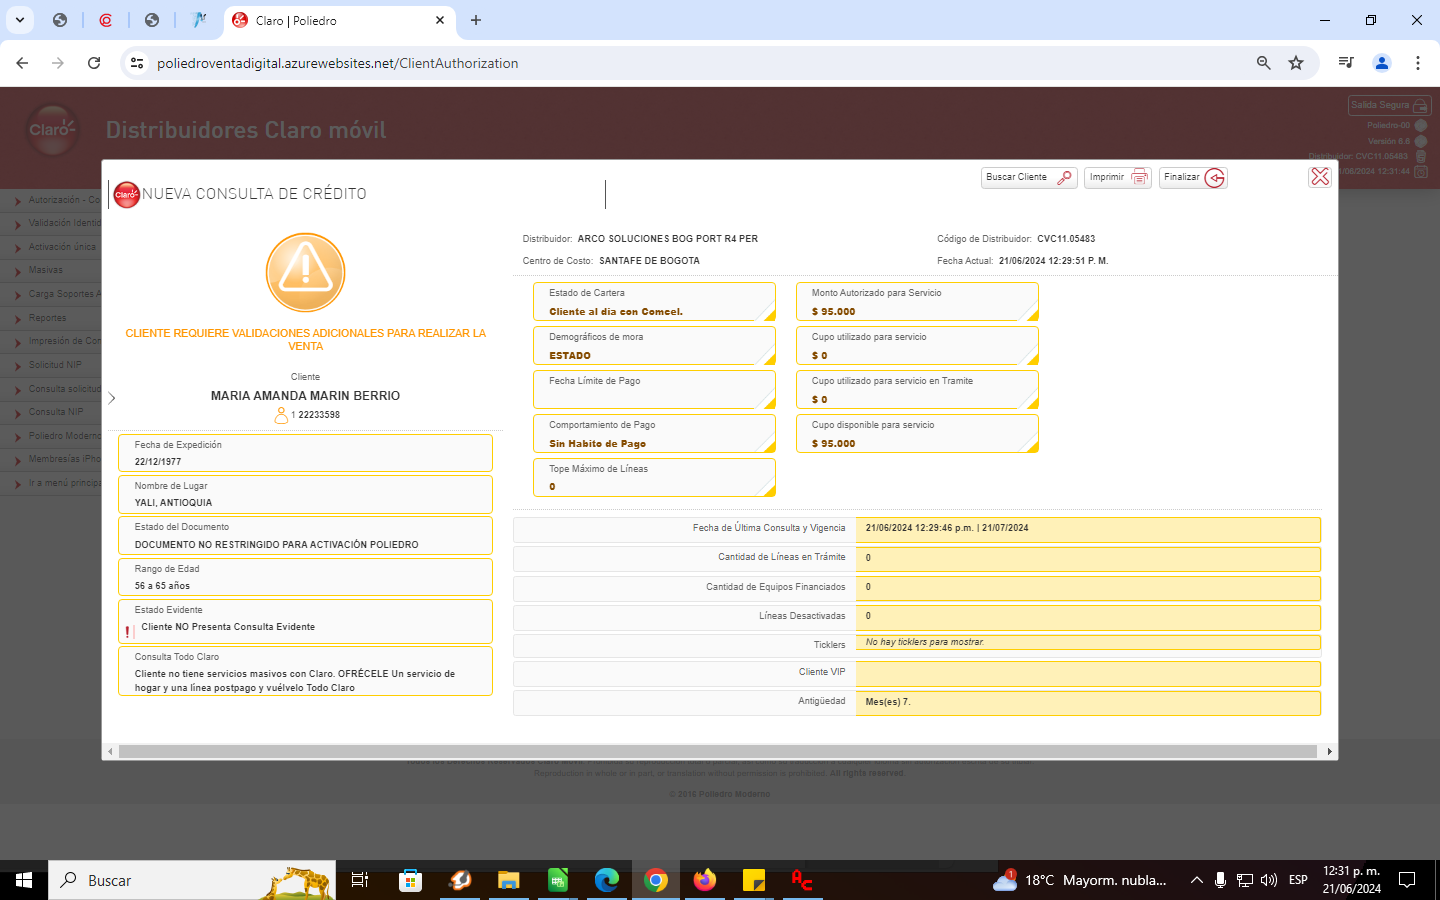 Claro | Poliedro
poliedroventadigital.azurewebsites.net/ClientAuthorization
Claro
Distribuidores Claro móvil
Salida Segura
Poliedro-00
Versión 6.6
Distribuidor: CVC11.05483
21/06/2024 12:31:44
Autorización - Co
Validación Identid
Activación única
Masivas
Carga Soportes A
Reportes
Impresión de Con
Solicitud NIP
Consulta solicitud
Consulta NIP
Poliedro Moderno
Membresías iPho
Ir a menú principa
Claro
NUEVA CONSULTA DE CRÉDITO
Buscar Cliente
Imprimir
Finalizar
CLIENTE REQUIERE VALIDACIONES ADICIONALES PARA REALIZAR LA
VENTA
Cliente
MARIA AMANDA MARIN BERRIO
1 22233598
Fecha de Expedición
22/12/1977
Nombre de Lugar
YALI, ANTIOQUIA
Estado del Documento
DOCUMENTO NO RESTRINGIDO PARA ACTIVACIÓN POLIEDRO
Rango de Edad
56 a 65 años
Estado Evidente
Cliente NO Presenta Consulta Evidente
Consulta Todo Claro
Cliente no tiene servicios masivos con Claro. OFRÉCELE Un servicio de
hogar y una línea postpago y vuélvelo Todo Claro
Distribuidor: ARCO SOLUCIONES BOG PORT R4 PER
Código de Distribuidor: CVC11.05483
Centro de Costo: SANTAFE DE BOGOTA
Fecha Actual: 21/06/2024 12:29:51 P. M.
Estado de Cartera
Cliente al día con Comcel.
Demográficos de mora
ESTADO
Fecha Límite de Pago
Comportamiento de Pago
Sin Habito de Pago
Tope Máximo de Líneas
0
Monto Autorizado para Servicio
$ 95.000
Cupo utilizado para servicio
$ 0
Cupo utilizado para servicio en Tramite
$ 0
Cupo disponible para servicio
$ 95.000
Fecha de Última Consulta y Vigencia 21/06/2024 12:29:46 p.m. | 21/07/2024
Cantidad de Líneas en Trámite 0
Cantidad de Equipos Financiados 0
Líneas Desactivadas 0
Ticklers No hay ticklers para mostrar.
Cliente VIP
Antigüedad Mes(es) 7.
Reproduction in whole or in part, or translation without permission is prohibited. All rights reserved.
© 2016 Poliedro Moderno
Buscar
1
18°C Mayorm. nubla...
ESP
12:31 p. m.
21/06/2024